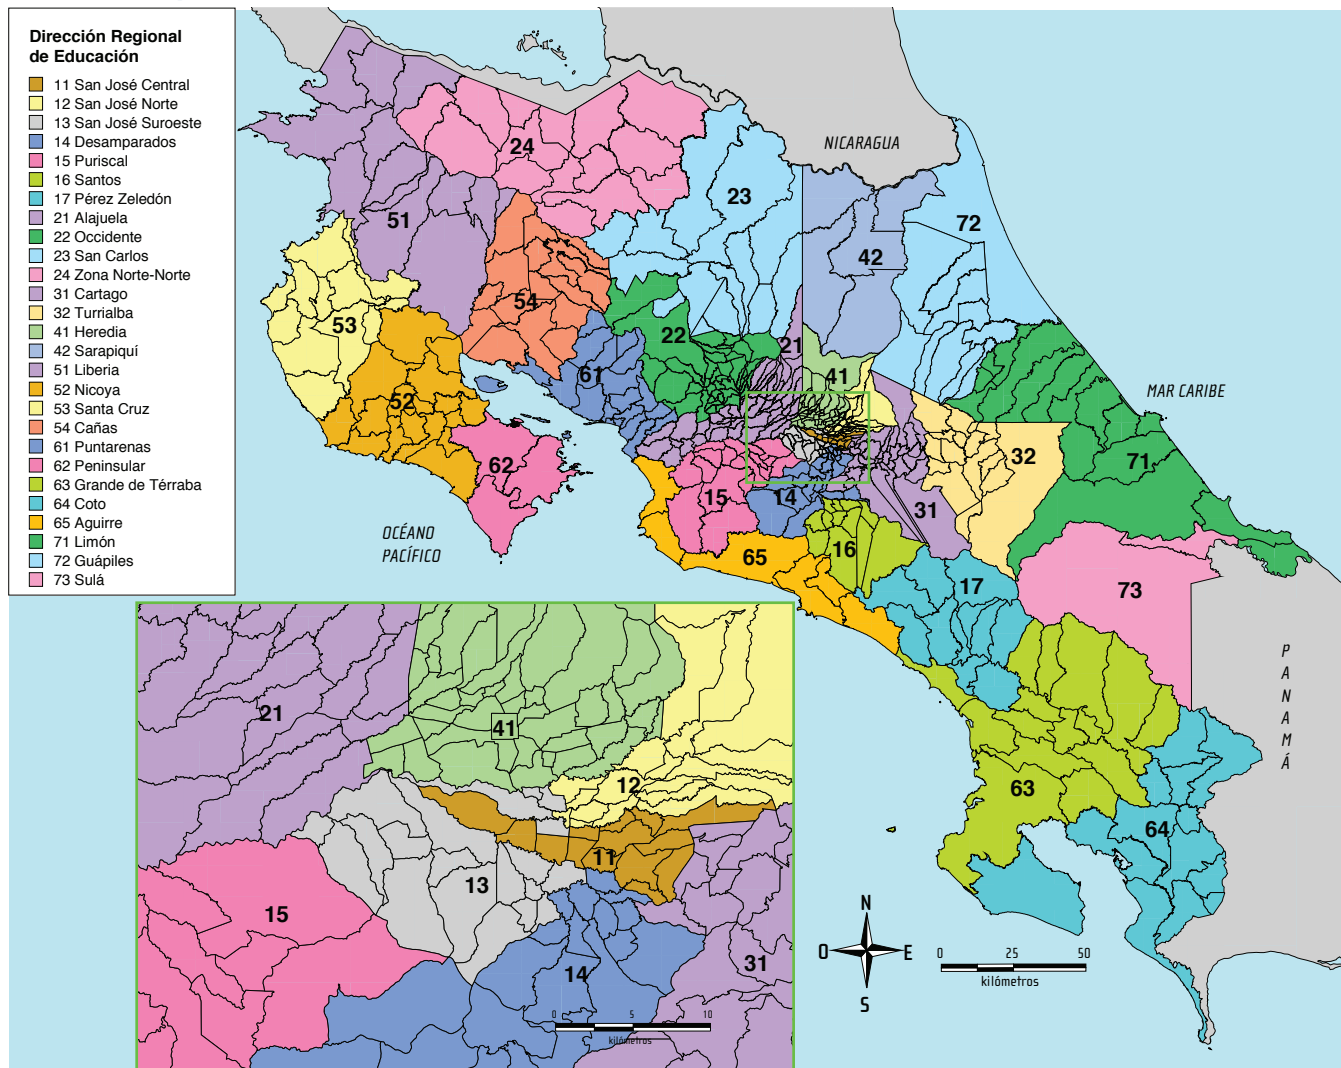 Dirección Regional
de Educación
11 San José Central
12 San José Norte
13 San José Suroeste
14 Desamparados
15 Puriscal
16 Santos
17 Pérez Zeledón
21 Alajuela
22 Occidente
23 San Carlos
24 Zona Norte-Norte
31 Cartago
32 Turrialba
41 Heredia
42 Sarapiquí
51 Liberia
52 Nicoya
53 Santa Cruz
54 Cañas
61 Puntarenas
62 Peninsular
63 Grande de Térraba
64 Coto
65 Aguirre
71 Limón
72 Guápiles
73 Sulá
NICARAGUA
24
23
72
51
42
53
54
22
21
41
61
52
MAR CARIBE
62
15
14
32
71
31
OCÉANO
PACÍFICO
65
16
17
73
PANAMÁ
63
64
21
41
12
11
13
15
14
31
0 5 10
kilómetros
N
O E
S
0 25 50
kilómetros